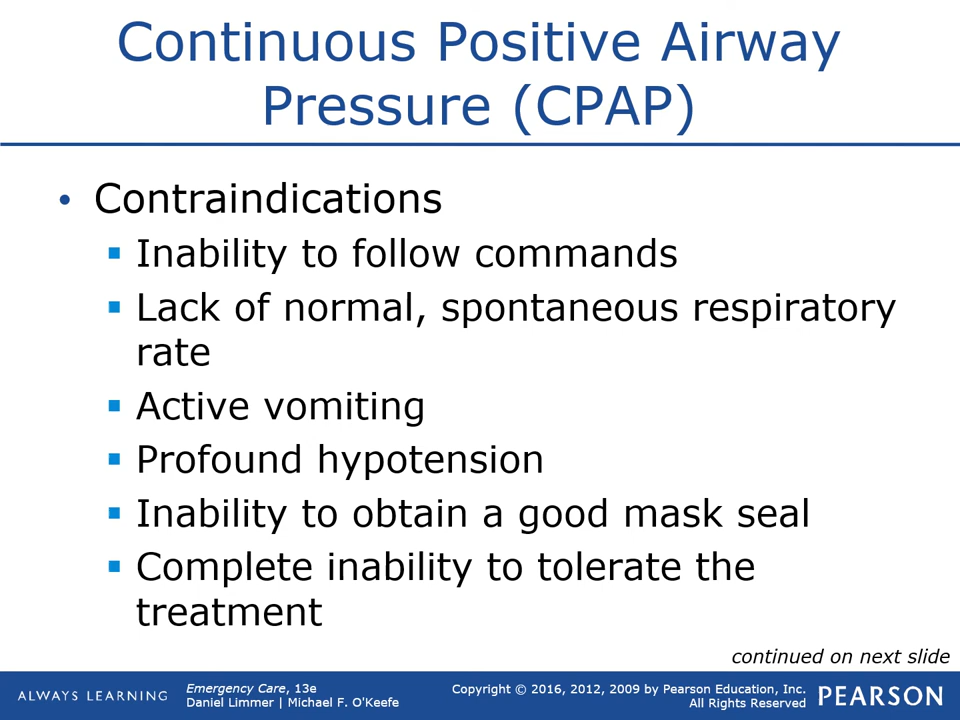 Continuous Positive Airway
Pressure (CPAP)
• Contraindications
▪ Inability to follow commands
▪ Lack of normal, spontaneous respiratory
rate
▪ Active vomiting
▪ Profound hypotension
▪ Inability to obtain a good mask seal
▪ Complete inability to tolerate the
treatment
continued on next slide
ALWAYS LEARNING
Emergency Care, 13e
Daniel Limmer | Michael F. O'Keefe
Copyright © 2016, 2012, 2009 by Pearson Education, Inc.
All Rights Reserved
PEARSON